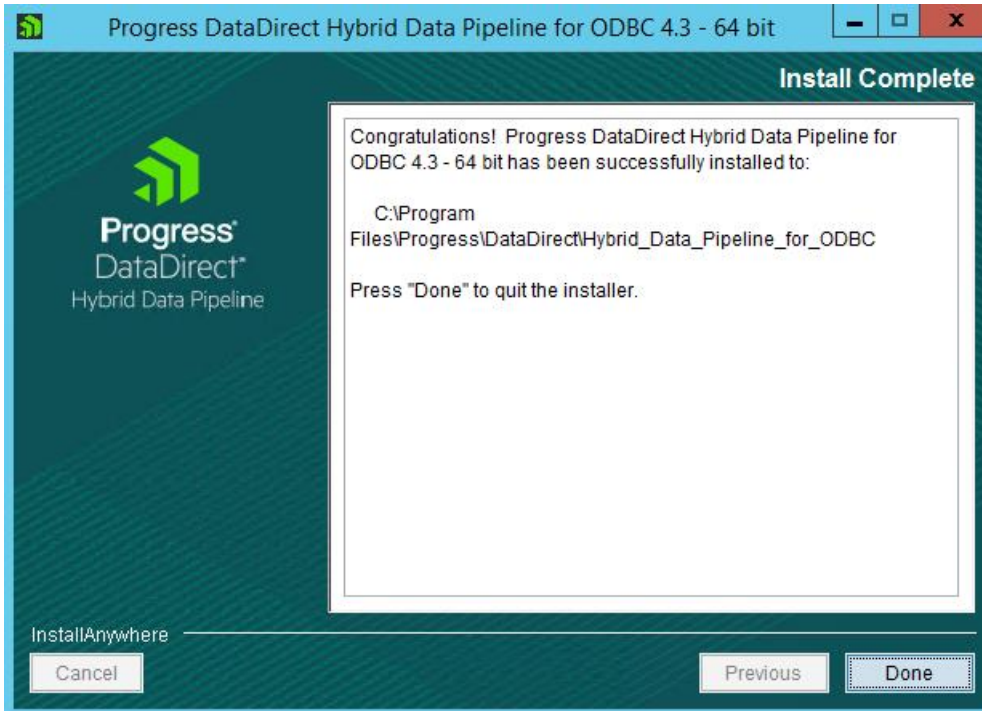 Progress DataDirect Hybrid Data Pipeline for ODBC 4.3 - 64 bit
Install Complete
Congratulations! Progress DataDirect Hybrid Data Pipeline for
ODBC 4.3 - 64 bit has been successfully installed to:
C:\Program
Files\Progress\DataDirect\Hybrid_Data_Pipeline_for_ODBC
Press "Done" to quit the installer.
Progress®
DataDirect®
Hybrid Data Pipeline
InstallAnywhere
Cancel
Previous
Done